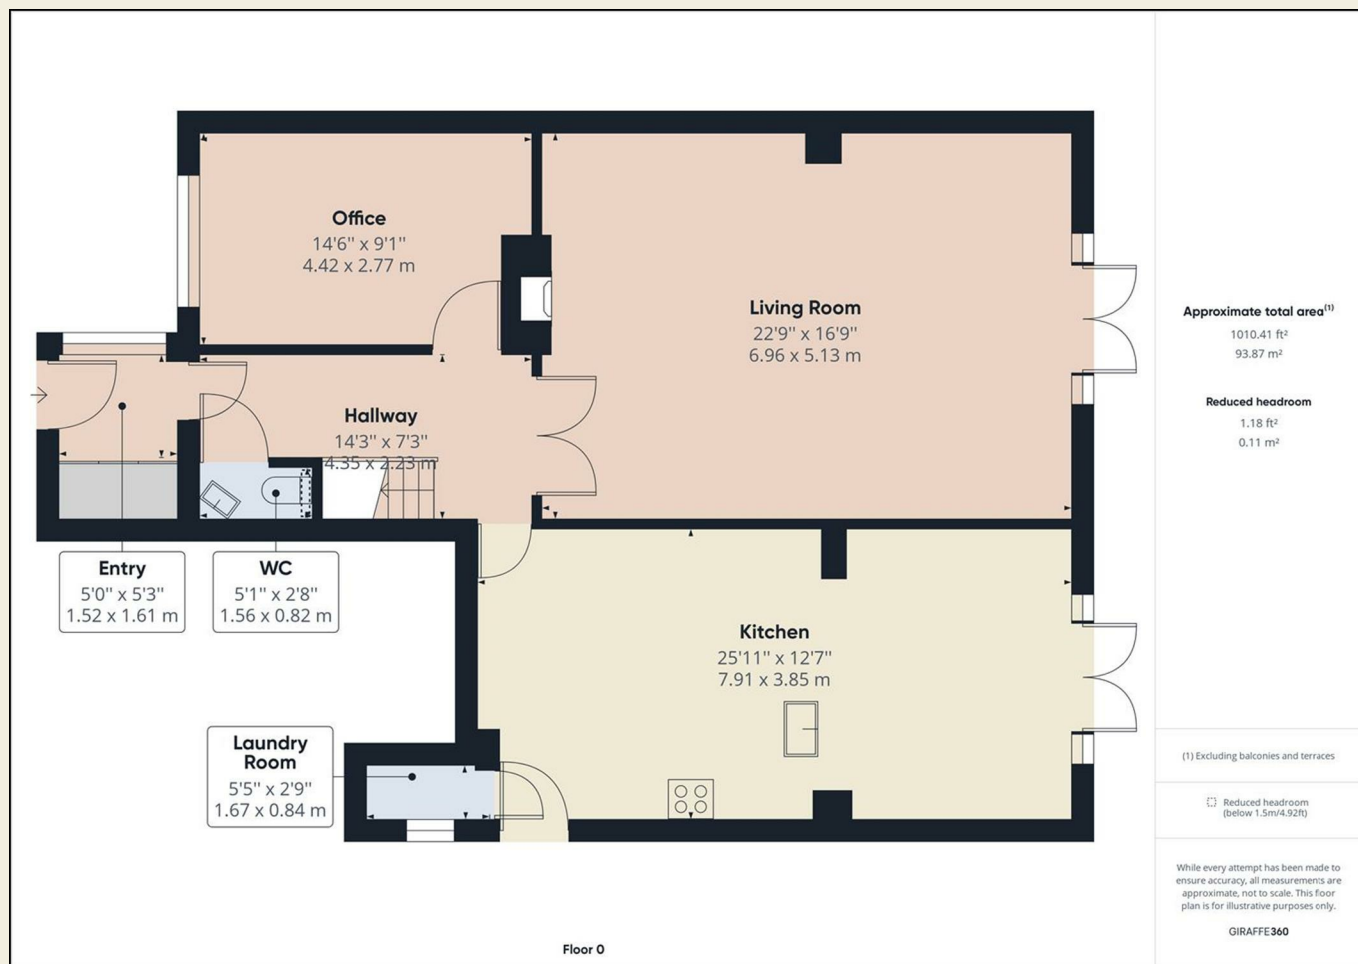 Office
14'6" x 9'1"
4.42 x 2.77 m
Living Room
22'9" x 16'9"
6.96 x 5.13 m
Hallway
14'3" x 7'3"
4.35 x 2.23 m
Entry
5'0" x 5'3"
1.52 x 1.61 m
WC
5'1" x 2'8"
1.56 x 0.82 m
Kitchen
25'11" x 12'7"
7.91 x 3.85 m
Laundry
Room
5'5" x 2'9"
1.67 x 0.84 m
Floor 0
Approximate total area(1)
1010.41 ft²
93.87 m²
Reduced headroom
1.18 ft²
0.11 m²
(1) Excluding balconies and terraces
Reduced headroom
(below 1.5m/4.92ft)
While every attempt has been made to
ensure accuracy, all measurements are
approximate, not to scale. This floor
plan is for illustrative purposes only.
GIRAFFE360